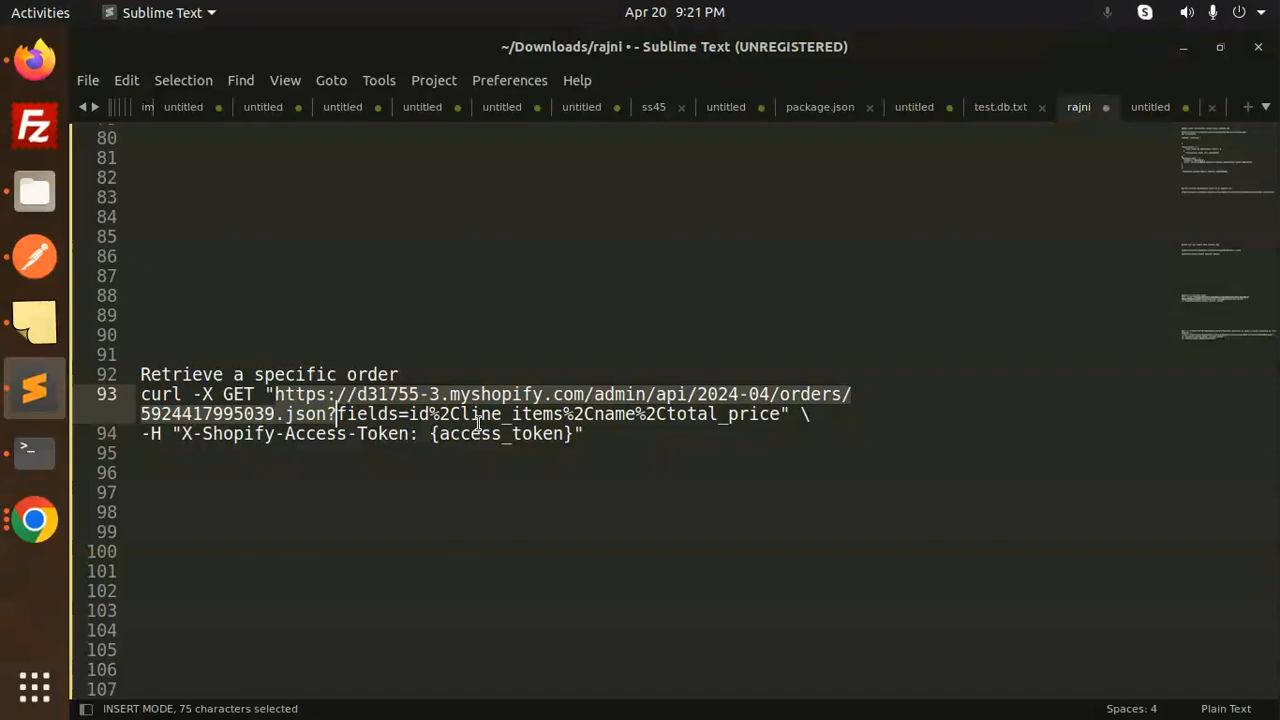 Activities
Sublime Text
Apr 20 9:21 PM
~/Downloads/rajni • - Sublime Text (UNREGISTERED)
File Edit Selection Find View Goto Tools Project Preferences Help
im untitled untitled untitled untitled untitled untitled ss45 untitled package.json untitled test.db.txt rajni untitled
80
81
82
83
84
85
86
87
88
89
90
91
92 Retrieve a specific order
93 curl -X GET "https://d31755-3.myshopify.com/admin/api/2024-04/orders/
5924417995039.json?fields=id%2Cline_items%2Cname%2Ctotal_price" \
94 -H "X-Shopify-Access-Token: {access_token}"
95
96
97
98
99
100
101
102
103
104
105
106
107
INSERT MODE, 75 characters selected
Spaces: 4
Plain Text